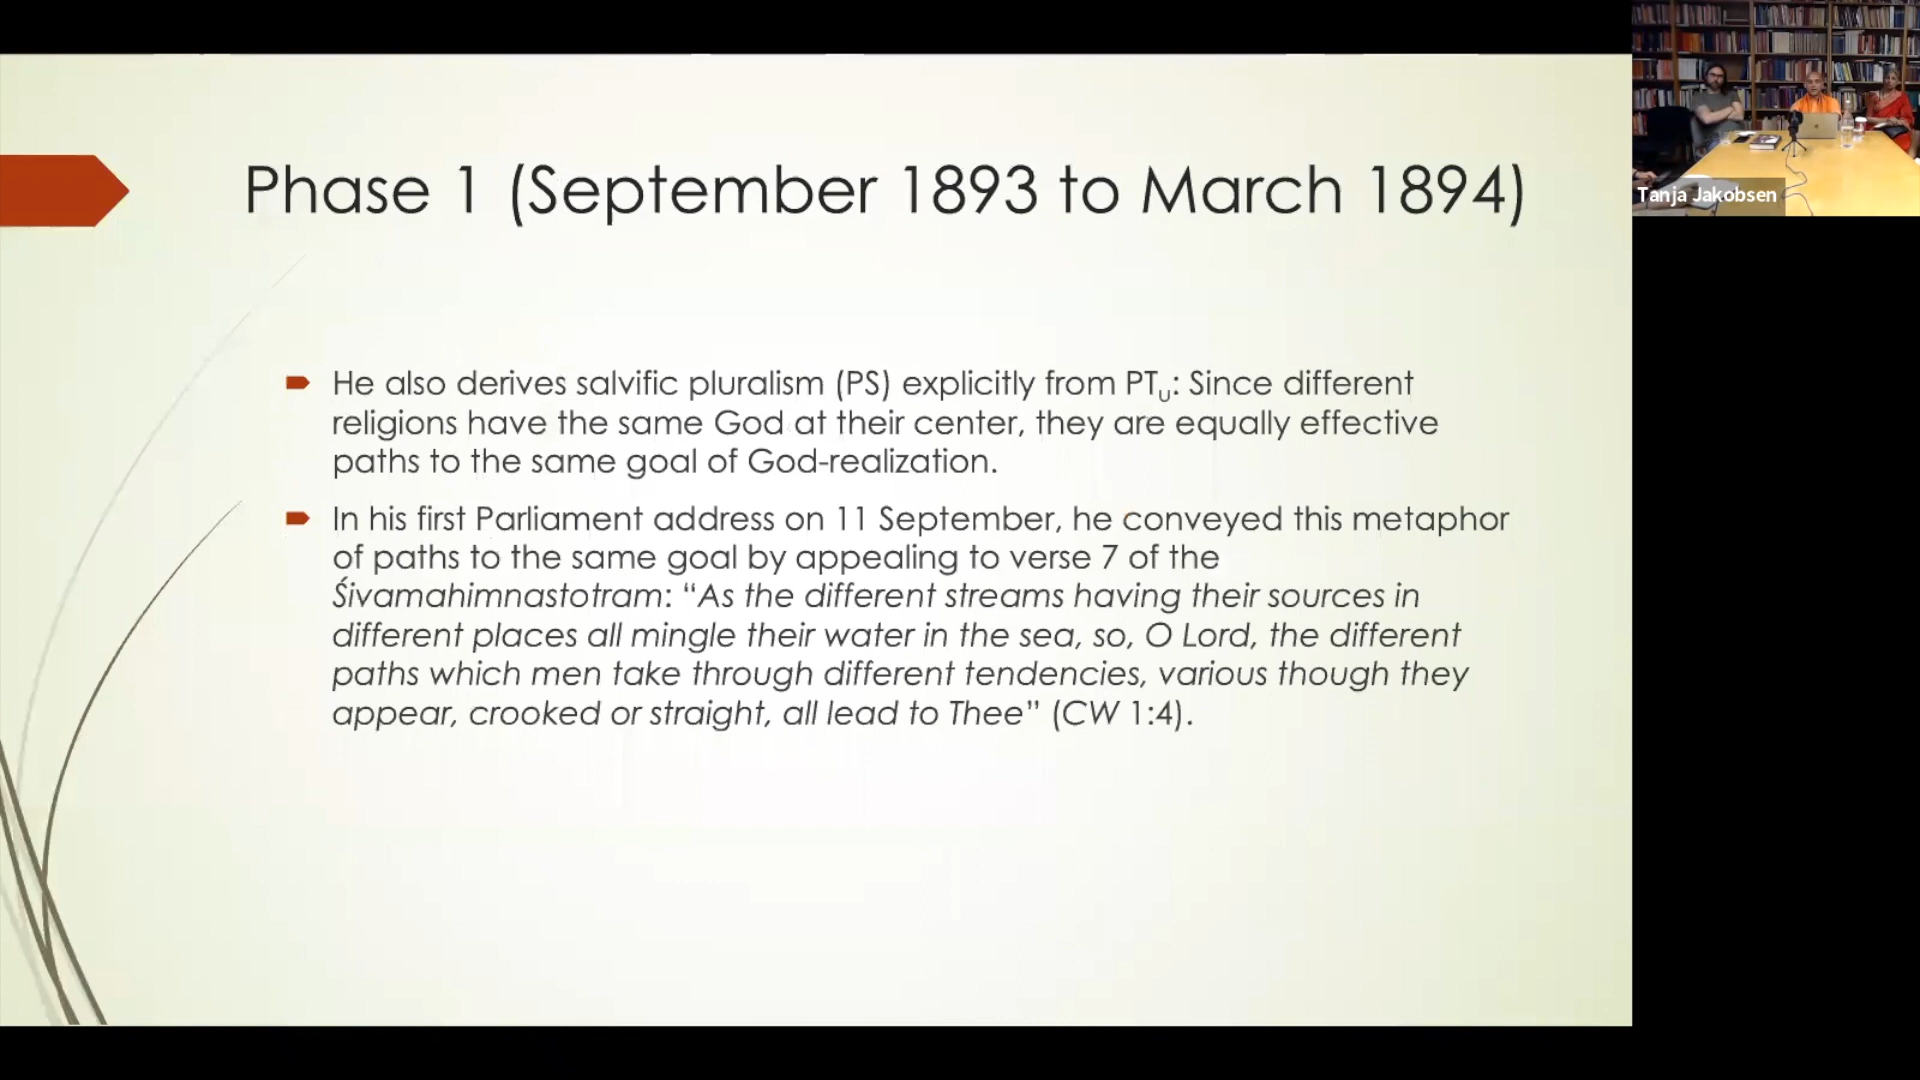 Phase 1 (September 1893 to March 1894)
He also derives salvific pluralism (PS) explicitly from PTU: Since different
religions have the same God at their center, they are equally effective
paths to the same goal of God-realization.
In his first Parliament address on 11 September, he conveyed this metaphor
of paths to the same goal by appealing to verse 7 of the
Śivamahimnastotram: “As the different streams having their sources in
different places all mingle their water in the sea, so, O Lord, the different
paths which men take through different tendencies, various though they
appear, crooked or straight, all lead to Thee” (CW 1:4).
Tanja Jakobsen